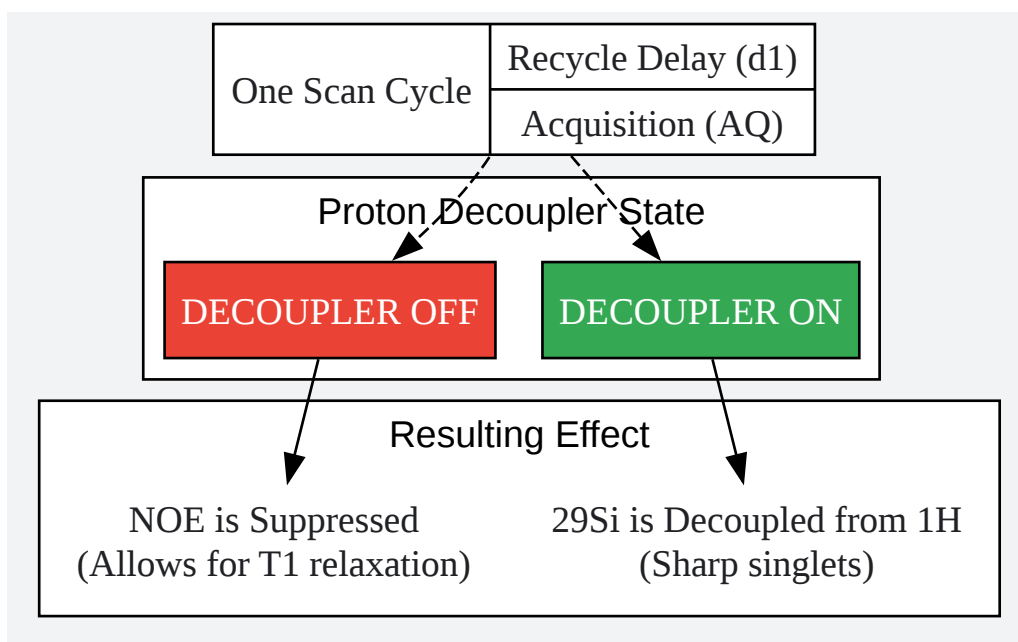 One Scan Cycle
Recycle Delay (d1)
Acquisition (AQ)
Proton Decoupler State
DECOUPLER OFF
DECOUPLER ON
Resulting Effect
NOE is Suppressed
(Allows for T1 relaxation)
29Si is Decoupled from 1H
(Sharp singlets)